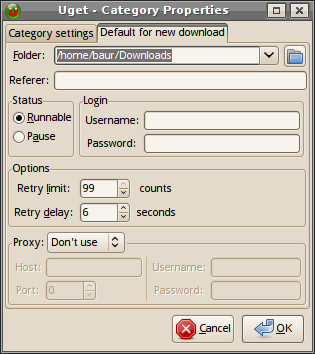 Uget - Category Properties
Category settings Default for new download
Folder: /home/baur/Downloads
Referer:
Status Login
Runnable Username:
Pause Password:
Options
Retry limit: 99 counts
Retry delay: 6 seconds
Proxy: Don't use
Host: Username:
Port: 0 Password:
Cancel OK